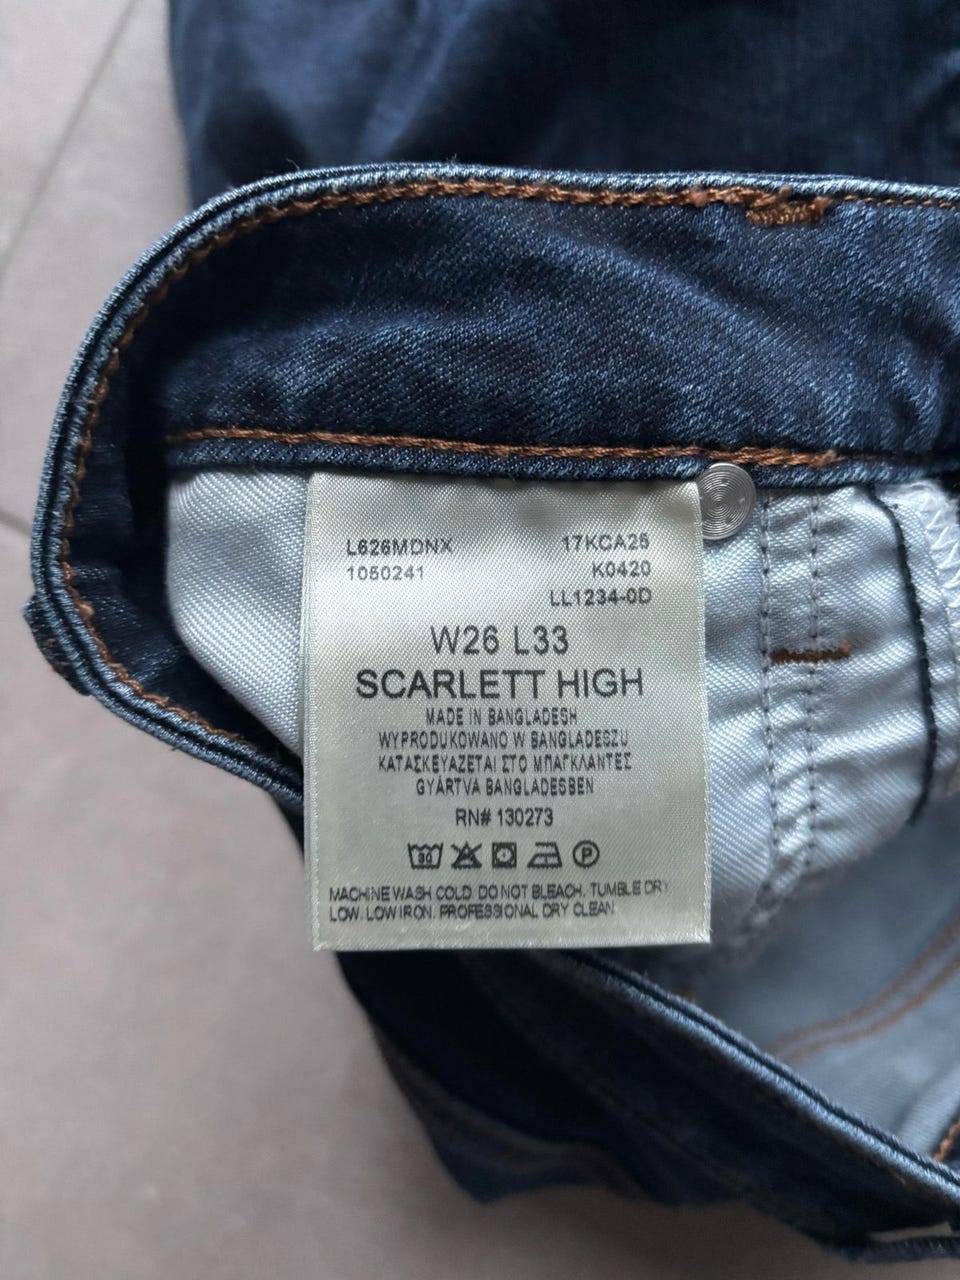 L626MDNX 17KCA25
1050241 K0420
LL1234-0D
W26 L33
SCARLETT HIGH
MADE IN BANGLADESH
WYPRODUKOWANO W BANGLADESZU
ΚΑΤΑΣΚΕΥΑΖΕΤΑΙ ΣΤΟ ΜΠΑΓΚΛΑΝΤΕΣ
GYÁRTVA BANGLADESBEN
RN# 130273
30 P
MACHINE WASH COLD. DO NOT BLEACH. TUMBLE DRY
LOW. LOW IRON. PROFESSIONAL DRY CLEAN